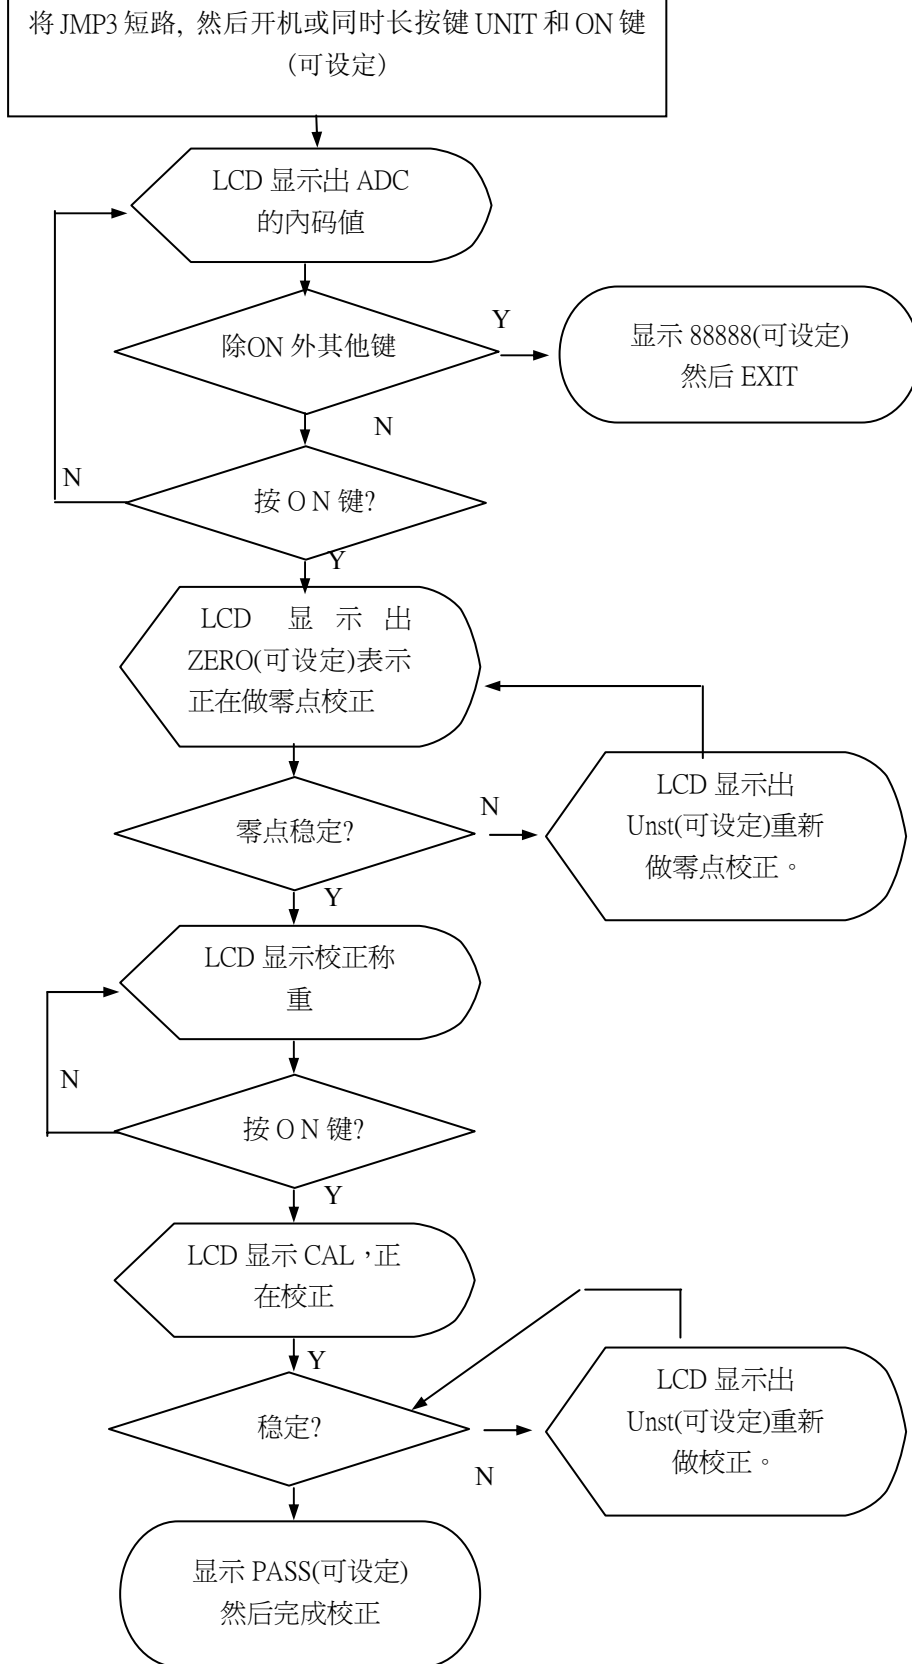 将 JMP3 短路, 然后开机或同时长按键 UNIT 和 ON 键
(可设定)
LCD 显示出 ADC
的內码值
除ON 外其他键
Y
显示 88888(可设定)
然后 EXIT
N
按 O N 键?
N
Y
LCD 显 示 出
ZERO(可设定)表示
正在做零点校正
零点稳定?
N
LCD 显示出
Unst(可设定)重新
做零点校正。
Y
LCD 显示校正称
重
N
按 O N 键?
Y
LCD 显示 CAL，正
在校正
Y
稳定?
N
LCD 显示出
Unst(可设定)重新
做校正。
显示 PASS(可设定)
然后完成校正